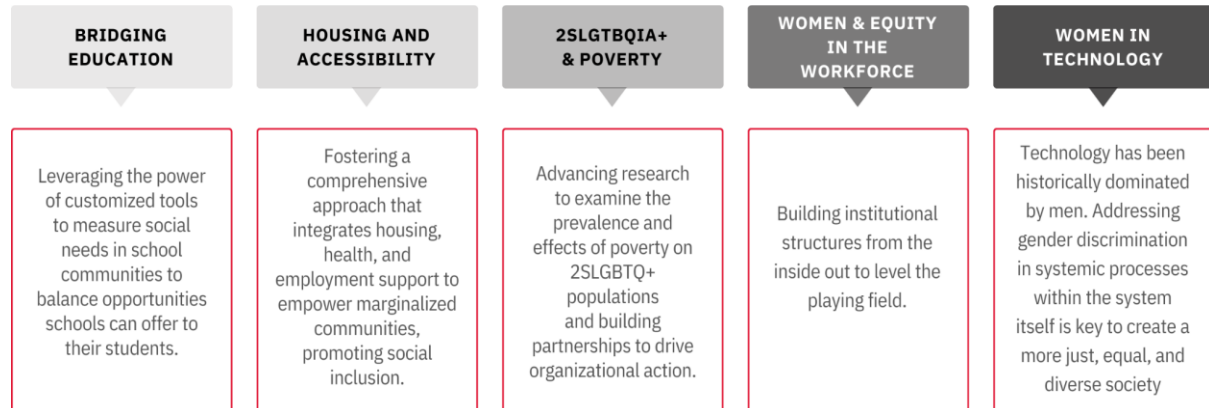 BRIDGING
EDUCATION
Leveraging the power
of customized tools
to measure social
needs in school
communities to
balance opportunities
schools can offer to
their students.
HOUSING AND
ACCESSIBILITY
Fostering a
comprehensive
approach that
integrates housing,
health, and
employment support to
empower marginalized
communities,
promoting social
inclusion.
2SLGTBQIA+
& POVERTY
Advancing research
to examine the
prevalence and
effects of poverty on
2SLGBTQ+
populations
and building
partnerships to drive
organizational action.
WOMEN & EQUITY
IN THE
WORKFORCE
Building institutional
structures from the
inside out to level the
playing field.
WOMEN IN
TECHNOLOGY
Technology has been
historically dominated
by men. Addressing
gender discrimination
in systemic processes
within the system
itself is key to create a
more just, equal, and
diverse society